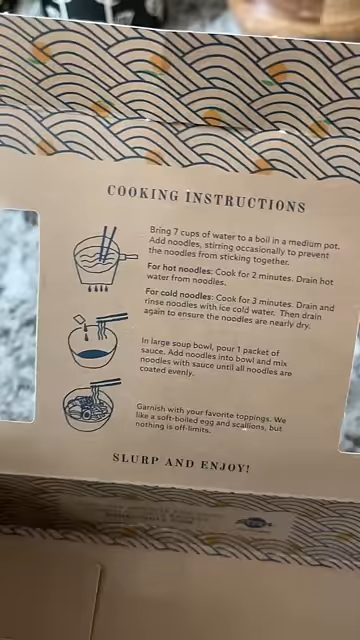 COOKING INSTRUCTIONS
Bring 7 cups of water to a boil in a medium pot.
Add noodles, stirring occasionally to prevent
the noodles from sticking together.
For hot noodles: Cook for 2 minutes. Drain hot
water from noodles.
For cold noodles: Cook for 3 minutes. Drain and
rinse noodles with ice cold water. Then drain
again to ensure the noodles are nearly dry.
In large soup bowl, pour 1 packet of
sauce. Add noodles into bowl and mix
noodles with sauce until all noodles are
coated evenly.
Garnish with your favorite toppings. We
like a soft-boiled egg and scallions, but
nothing is off-limits.
SLURP AND ENJOY!